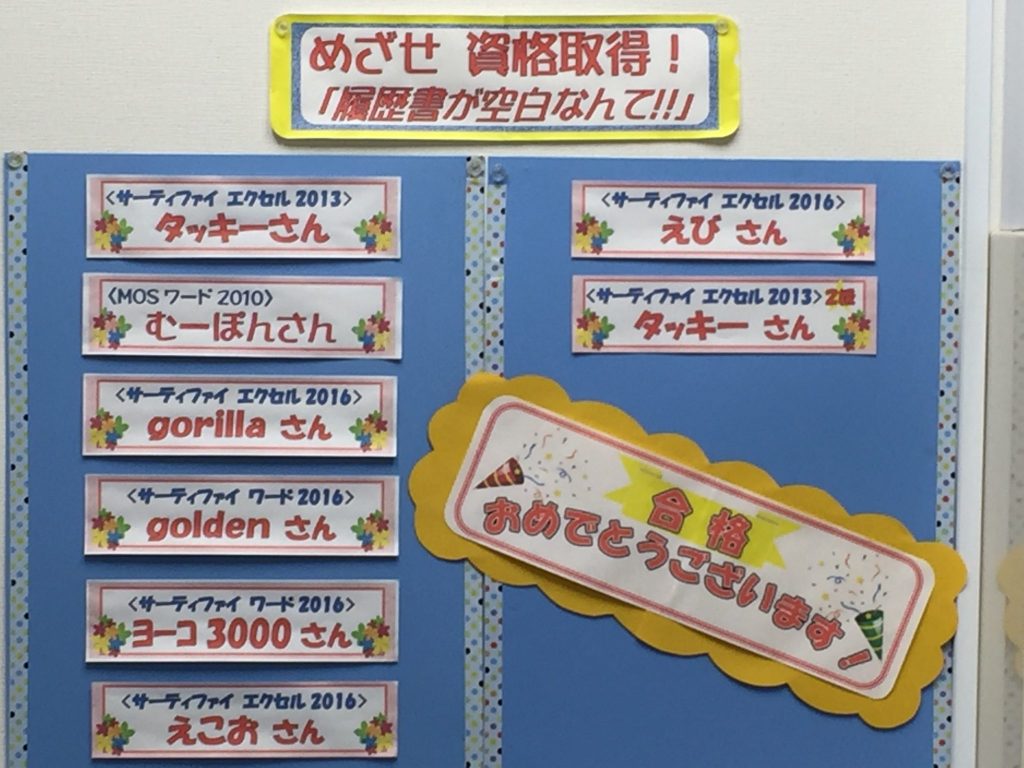 めざせ 資格取得！
「履歴書が空白なんて!!」
<サーティファイ エクセル 2013>
タッキーさん
〈MOS ワード 2010〉
むーぽんさん
<サーティファイ エクセル 2016>
gorilla さん
<サーティファイ ワード 2016>
golden さん
<サーティファイ ワード 2016>
ヨーコ 3000 さん
<サーティファイ エクセル 2016>
えこお さん
<サーティファイ エクセル 2016>
えび さん
<サーティファイ エクセル 2013>2級
タッキー さん
合格
おめでとうございます！